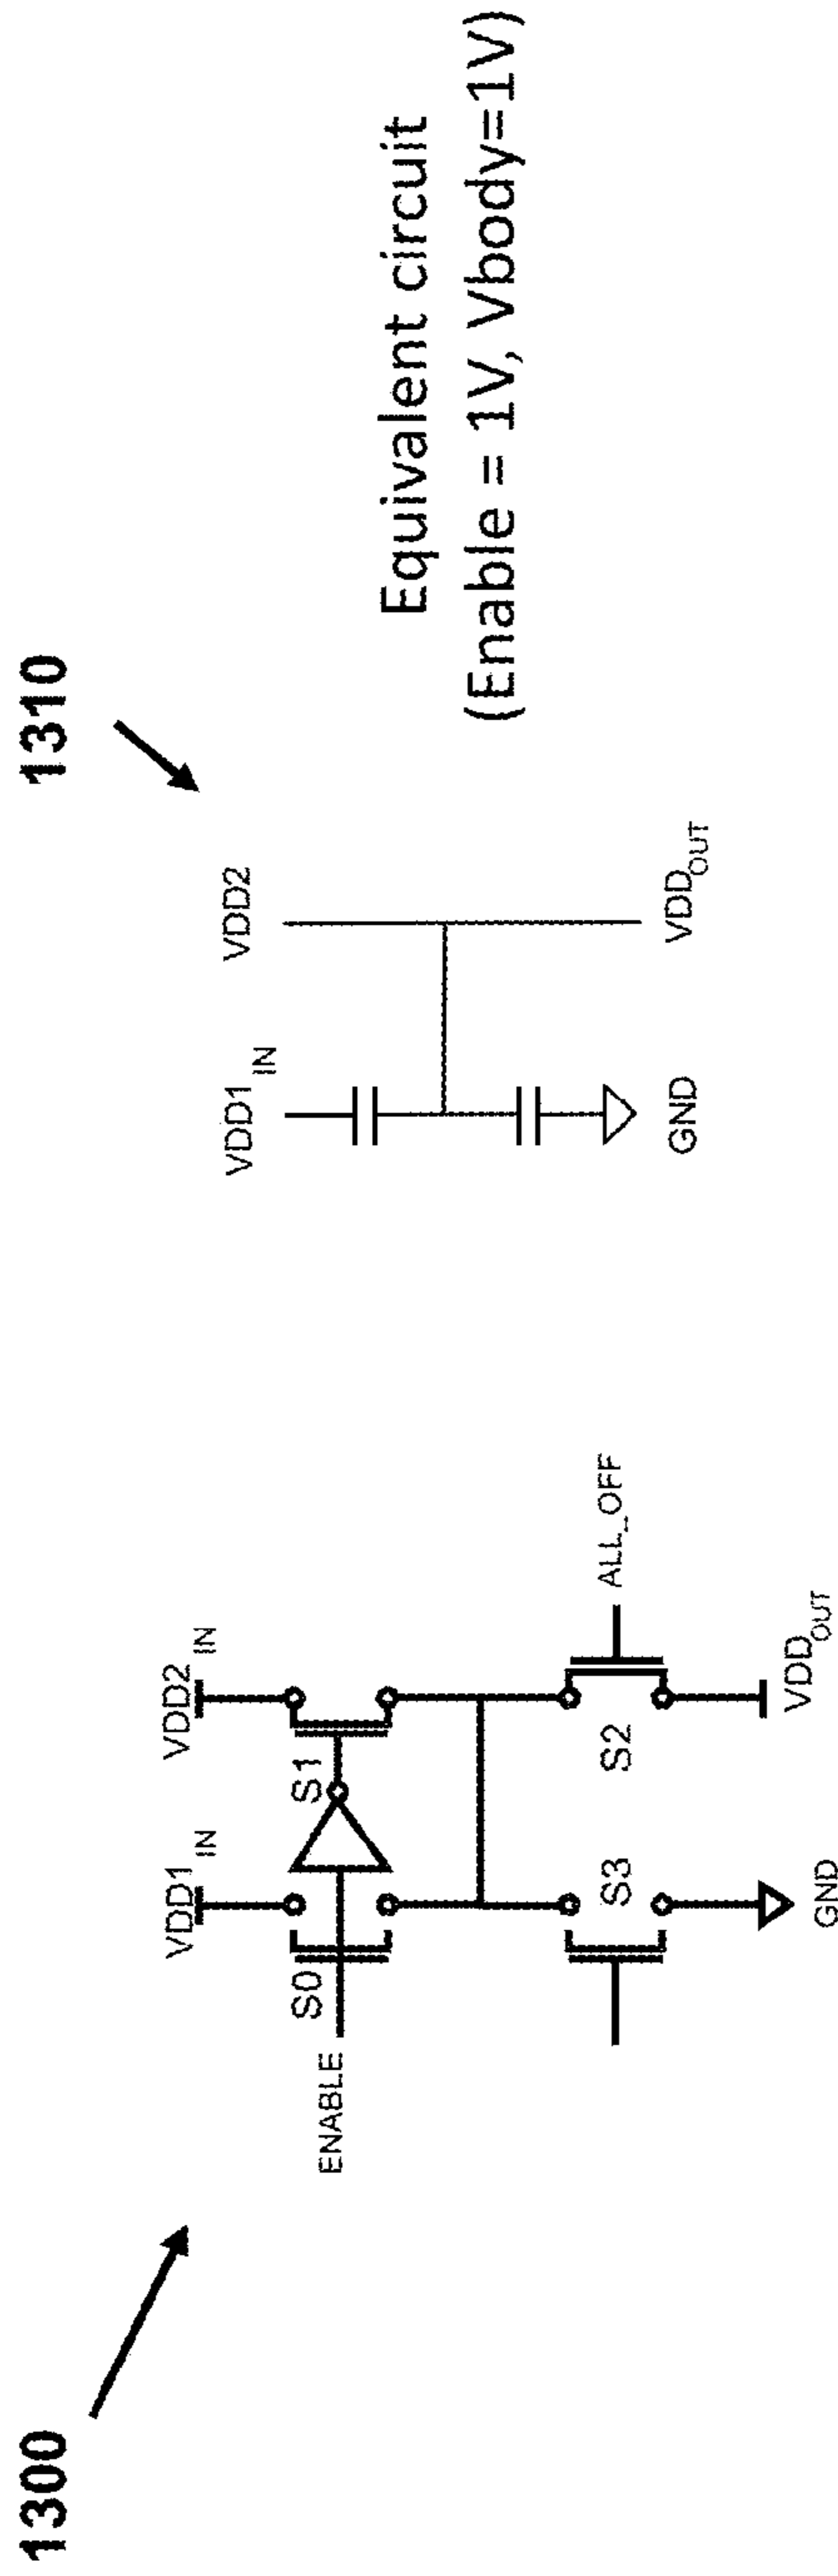 1300
VDD1IN
VDD2IN
S0
S1
ENABLE
S3
S2
ALL_OFF
GND
VDDOUT
1310
VDD1IN
VDD2
GND
VDDOUT
Equivalent circuit
(Enable = 1V, Vbody=1V)